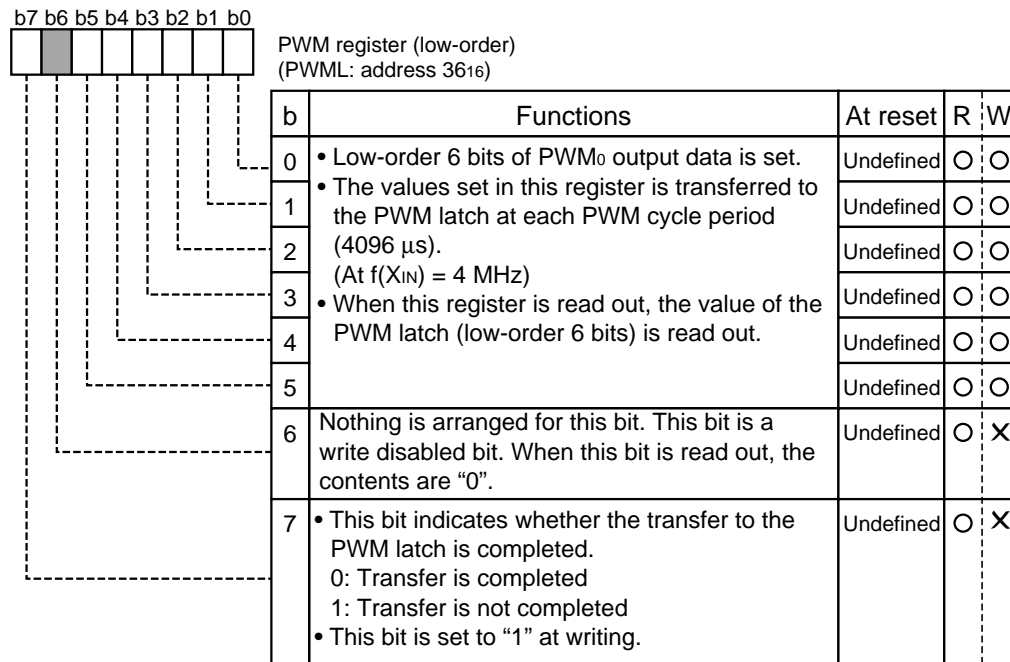 b7 b6 b5 b4 b3 b2 b1 b0
PWM register (low-order)
(PWML: address 36₁₆)
b Functions At reset R W
0 • Low-order 6 bits of PWM₀ output data is set. Undefined O O
• The values set in this register is transferred to
1 the PWM latch at each PWM cycle period Undefined O O
2 (4096 µs). Undefined O O
(At f(XIN) = 4 MHz)
3 • When this register is read out, the value of the Undefined O O
4 PWM latch (low-order 6 bits) is read out. Undefined O O
5 Undefined O O
6 Nothing is arranged for this bit. This bit is a Undefined O X
write disabled bit. When this bit is read out, the
contents are “0”.
7 • This bit indicates whether the transfer to the Undefined O X
PWM latch is completed.
0: Transfer is completed
1: Transfer is not completed
• This bit is set to “1” at writing.